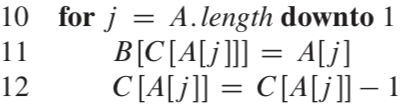 10 for j = A.length downto 1
11 B[C[A[j]]] = A[j]
12 C[A[j]] = C[A[j]] – 1